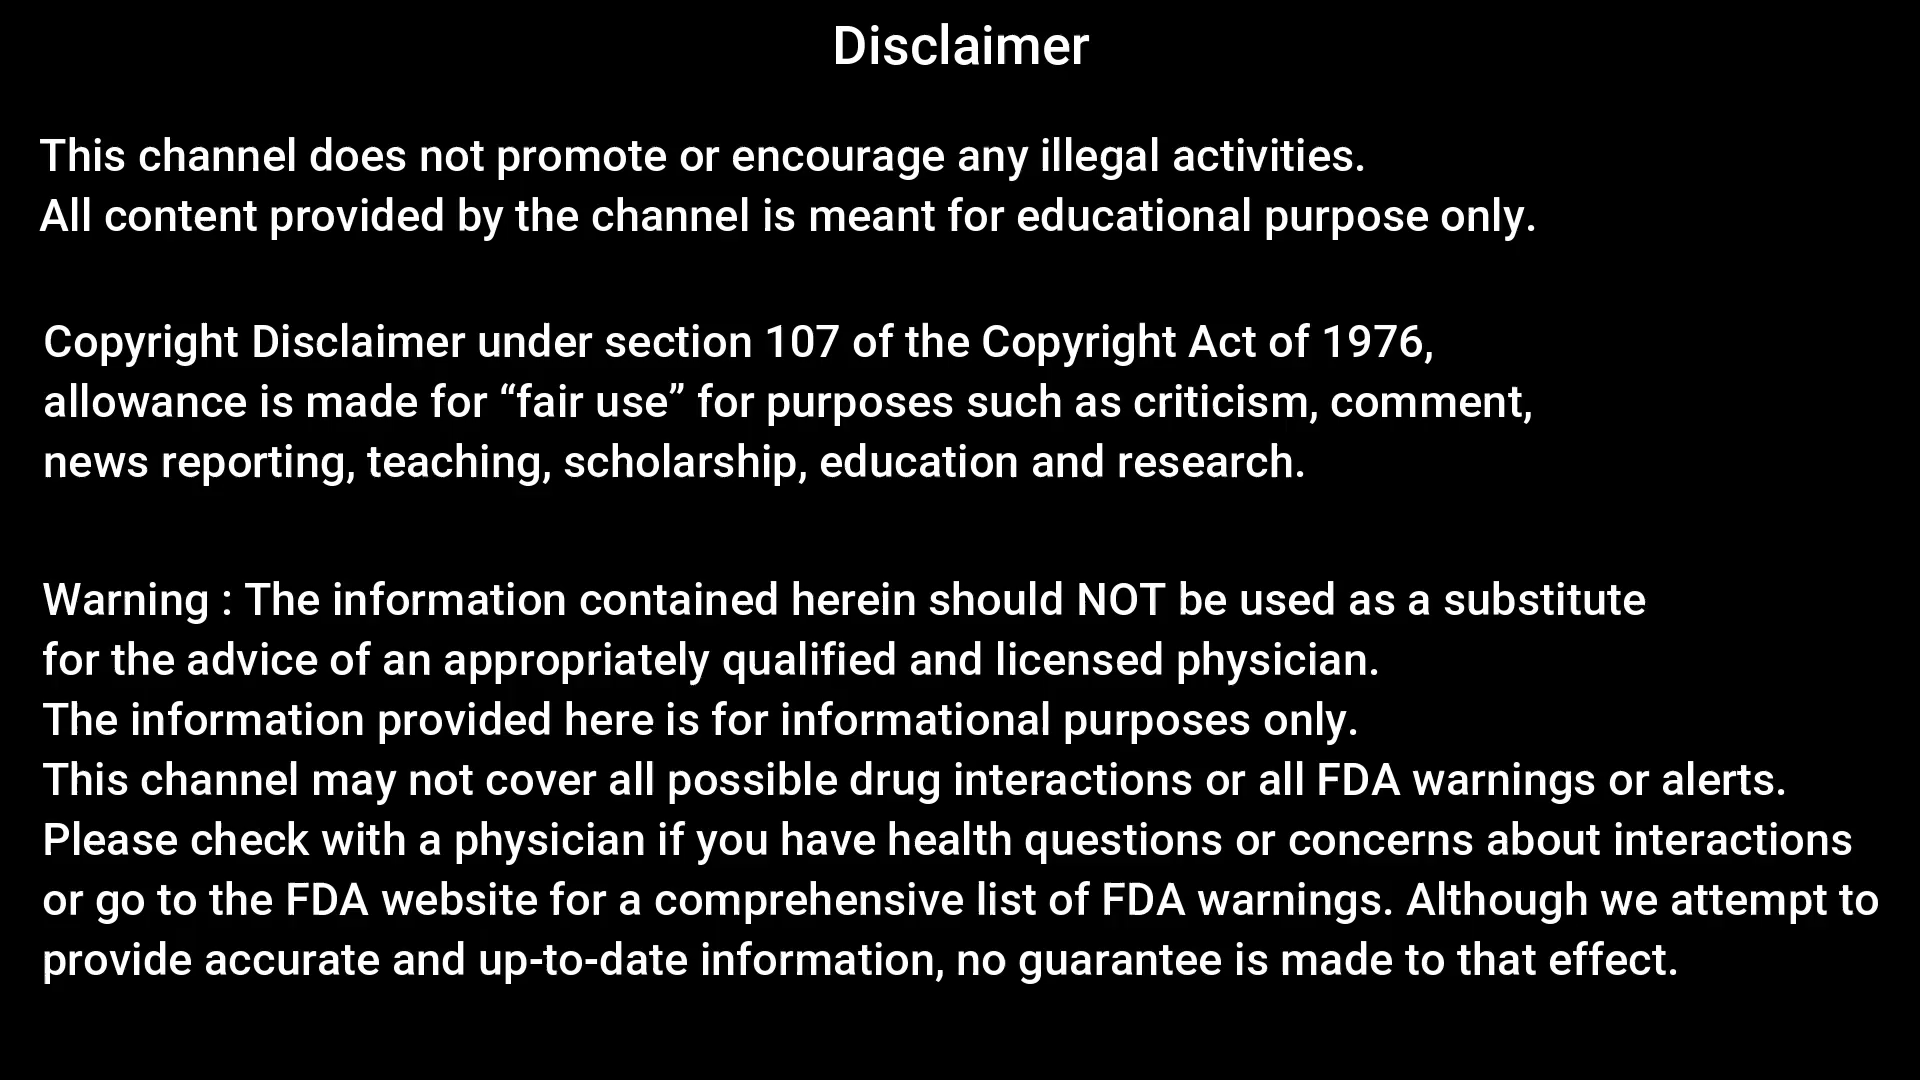 Disclaimer
This channel does not promote or encourage any illegal activities.
All content provided by the channel is meant for educational purpose only.
Copyright Disclaimer under section 107 of the Copyright Act of 1976,
allowance is made for “fair use” for purposes such as criticism, comment,
news reporting, teaching, scholarship, education and research.
Warning : The information contained herein should NOT be used as a substitute
for the advice of an appropriately qualified and licensed physician.
The information provided here is for informational purposes only.
This channel may not cover all possible drug interactions or all FDA warnings or alerts.
Please check with a physician if you have health questions or concerns about interactions
or go to the FDA website for a comprehensive list of FDA warnings. Although we attempt to
provide accurate and up-to-date information, no guarantee is made to that effect.